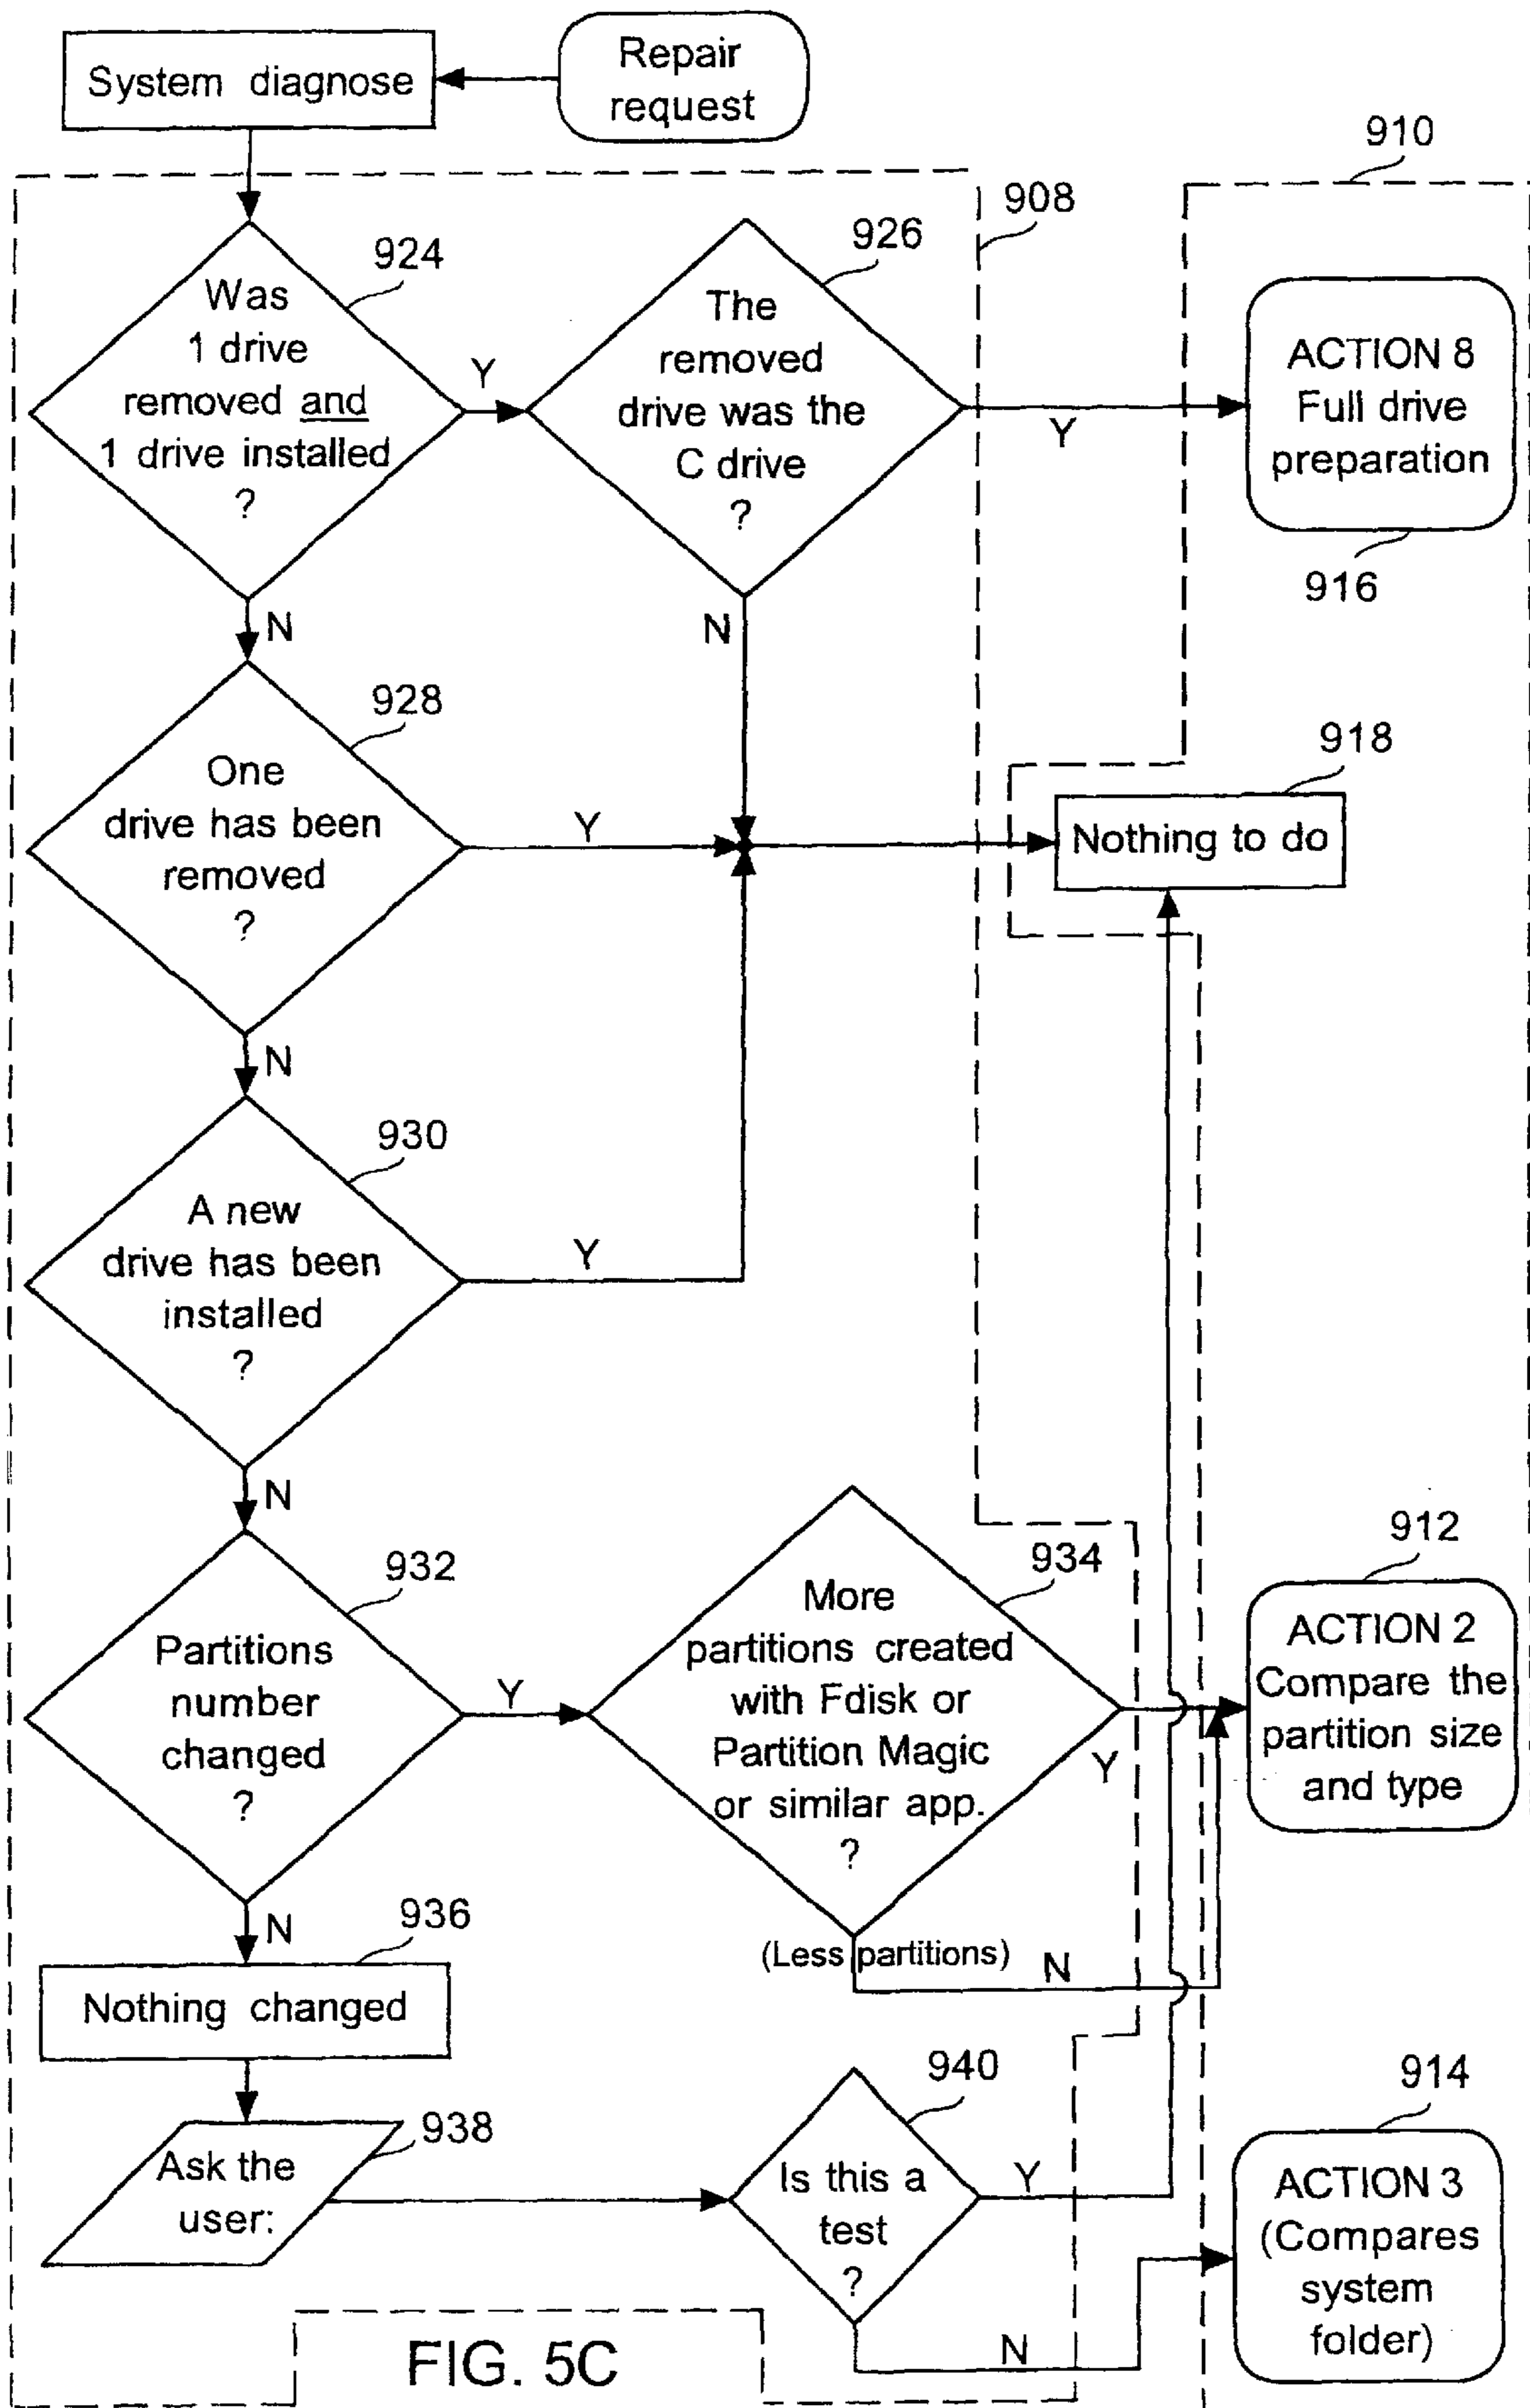 System diagnose
Repair
request
910
908
924
Was
1 drive
removed and
1 drive installed
?
Y
926
The
removed
drive was the
C drive
?
Y
ACTION 8
Full drive
preparation
916
N
N
928
One
drive has been
removed
?
Y
918
Nothing to do
N
930
A new
drive has been
installed
?
Y
N
932
Partitions
number
changed
?
Y
934
More
partitions created
with Fdisk or
Partition Magic
or similar app.
?
Y
912
ACTION 2
Compare the
partition size
and type
(Less partitions)
N
N
936
Nothing changed
938
Ask the
user:
940
Is this a
test
?
Y
N
914
ACTION 3
(Compares
system
folder)
FIG. 5C